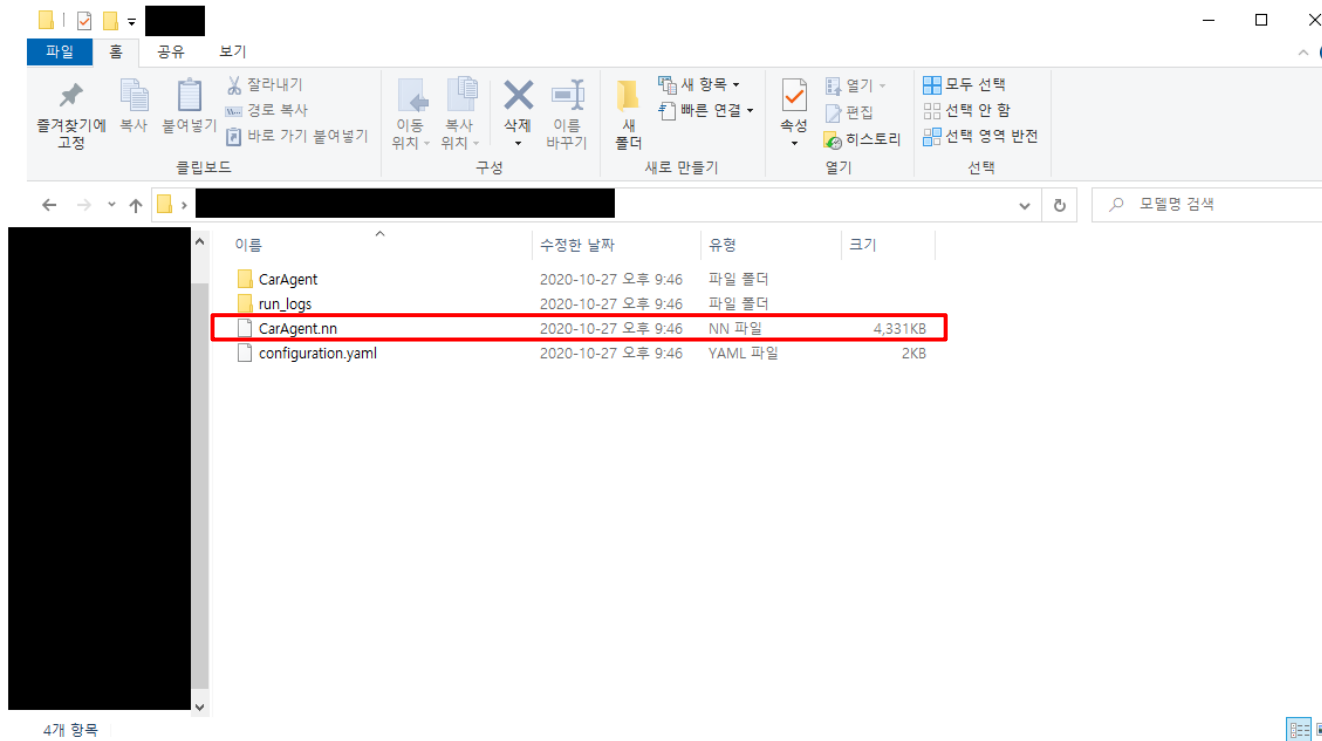 파일 홈 공유 보기
즐겨찾기에 고정
복사
붙여넣기
잘라내기
경로 복사
바로 가기 붙여넣기
클립보드
이동 위치
복사 위치
삭제
이름 바꾸기
구성
새 폴더
새 항목
빠른 연결
새로 만들기
속성
열기
편집
히스토리
열기
모두 선택
선택 안 함
선택 영역 반전
선택
모델명 검색
이름 수정한 날짜 유형 크기
CarAgent 2020-10-27 오후 9:46 파일 폴더
run_logs 2020-10-27 오후 9:46 파일 폴더
CarAgent.nn 2020-10-27 오후 9:46 NN 파일 4,331KB
configuration.yaml 2020-10-27 오후 9:46 YAML 파일 2KB
4개 항목